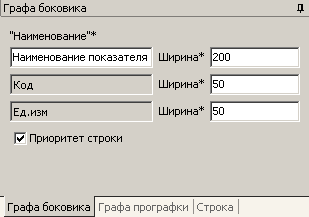 Графа боковика
"Наименование"*
Наименование показателя Ширина* 200
Код Ширина* 50
Ед.изм Ширина* 50
Приоритет строки
Графа боковика Графа прографки Строка